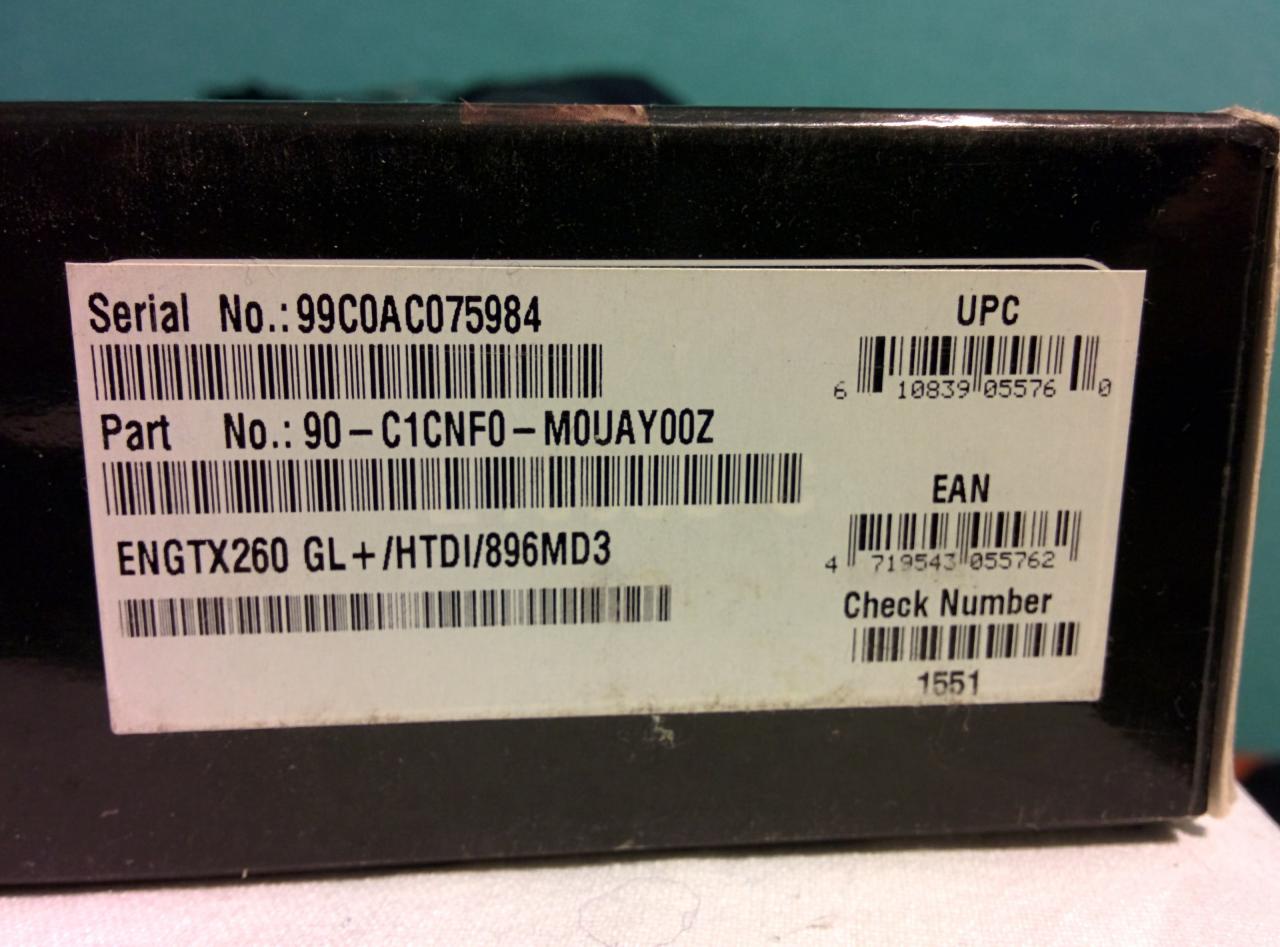 Serial No.: 99C0AC075984
Part No.: 90-C1CNF0-M0UAY00Z
ENGTX260 GL+/HTDI/896MD3
UPC
6 10839 05576 0
EAN
4 719543 055762
Check Number
1551